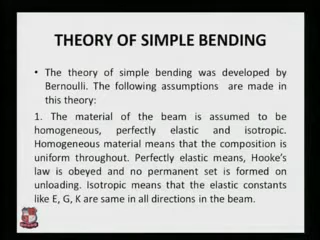 THEORY OF SIMPLE BENDING
• The theory of simple bending was developed by
Bernoulli. The following assumptions are made in
this theory:
1. The material of the beam is assumed to be
homogeneous, perfectly elastic and isotropic.
Homogeneous material means that the composition is
uniform throughout. Perfectly elastic means, Hooke's
law is obeyed and no permanent set is formed on
unloading. Isotropic means that the elastic constants
like E, G, K are same in all directions in the beam.